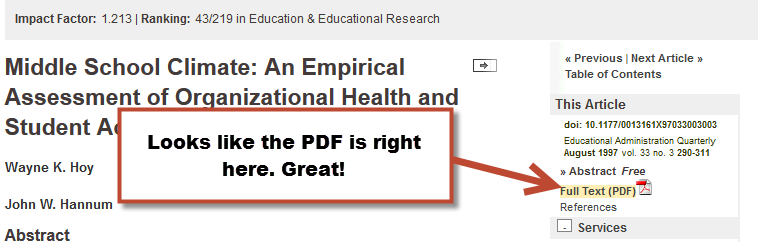 Impact Factor: 1.213 | Ranking: 43/219 in Education & Educational Research
Middle School Climate: An Empirical
Assessment of Organizational Health and
Student Ac
Wayne K. Hoy
John W. Hannum
Abstract
Looks like the PDF is right
here. Great!
« Previous | Next Article »
Table of Contents
This Article
doi: 10.1177/0013161X97033003003
Educational Administration Quarterly
August 1997 vol. 33 no. 3 290-311
» Abstract Free
Full Text (PDF)
References
- Services